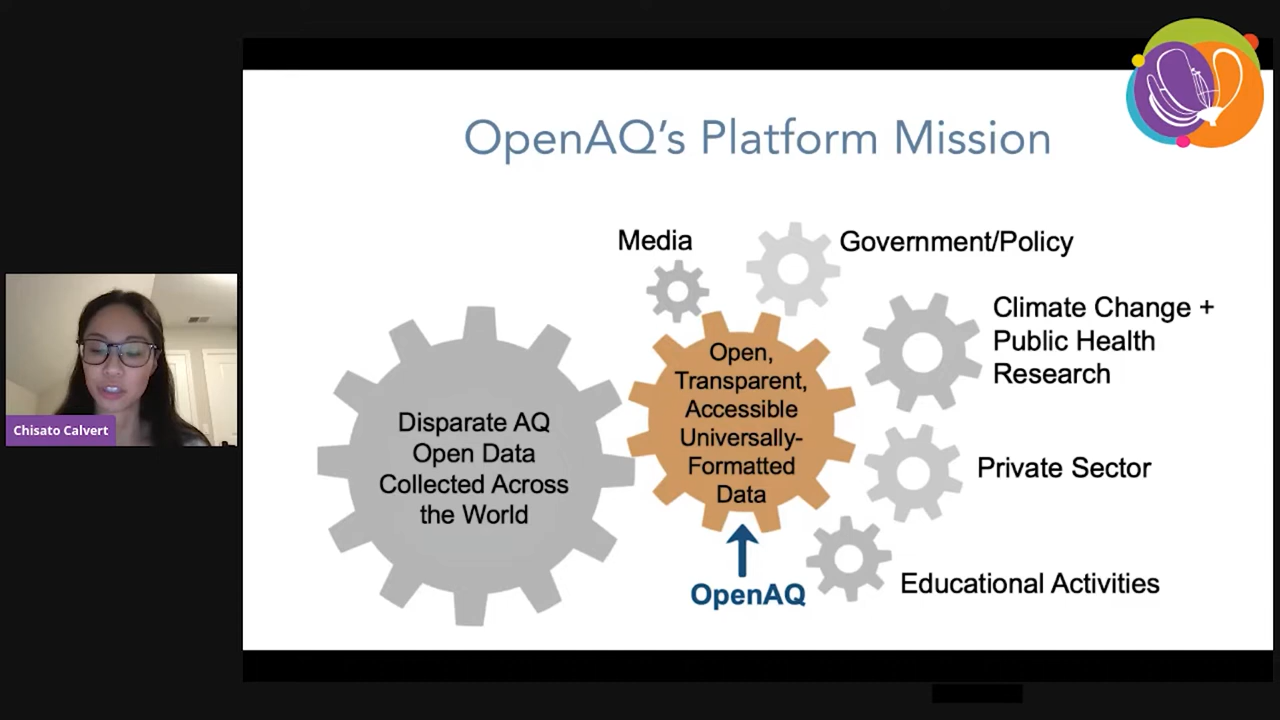 OpenAQ's Platform Mission
Media
Government/Policy
Climate Change +
Public Health
Research
Open,
Transparent,
Accessible
Universally-
Formatted
Data
Disparate AQ
Open Data
Collected Across
the World
Private Sector
Educational Activities
OpenAQ
Chisato Calvert